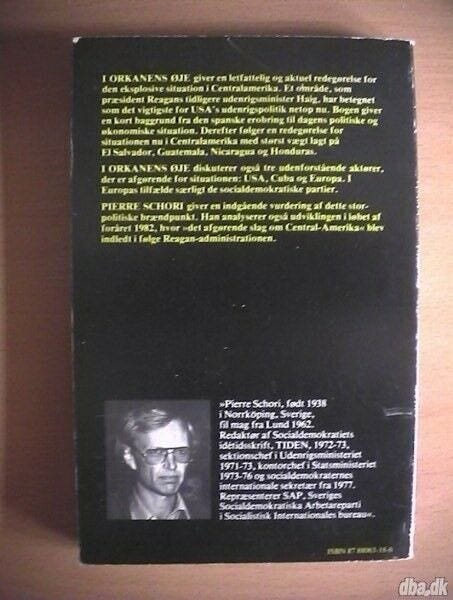 I ORKANENS ØJE giver en letfattelig og aktuel redegørelse for
den eksplosive situation i Centralamerika. Et område, som
præsident Reagans tidligere udenrigsminister Haig, har betegnet
som det vigtigste for USA's udenrigspolitik netop nu. Bogen giver
en kort baggrund fra den spanske erobring til dagens politiske og
økonomiske situation. Derefter følger en redegørelse for
situationen nu i Centralamerika med størst vægt lagt på
El Salvador, Guatemala, Nicaragua og Honduras.
I ORKANENS ØJE diskuterer også tre udenforstående aktører,
der er afgørende for situationen: USA, Cuba og Europa. I
Europas tilfælde særligt de socialdemokratiske partier.
PIERRE SCHORI giver en indgående vurdering af dette stor-
politiske brændpunkt. Han analyserer også udviklingen i løbet af
foråret 1982, hvor »det afgørende slag om Central-Amerika« blev
indledt i følge Reagan-administrationen.
»Pierre Schori, født 1938
i Norrköping, Sverige,
fil mag fra Lund 1962.
Redaktør af Socialdemokratiets
idétidsskrift, TIDEN, 1972-73,
sektionschef i Udenrigsministeriet
1971-73, kontorchef i Statsministeriet
1973-76 og socialdemokraternes
internationale sekretær fra 1977.
Repræsenterer SAP, Sveriges
Socialdemokratiska Arbetareparti
i Socialistisk Internationales bureau«.
ISBN 87
dba.dk